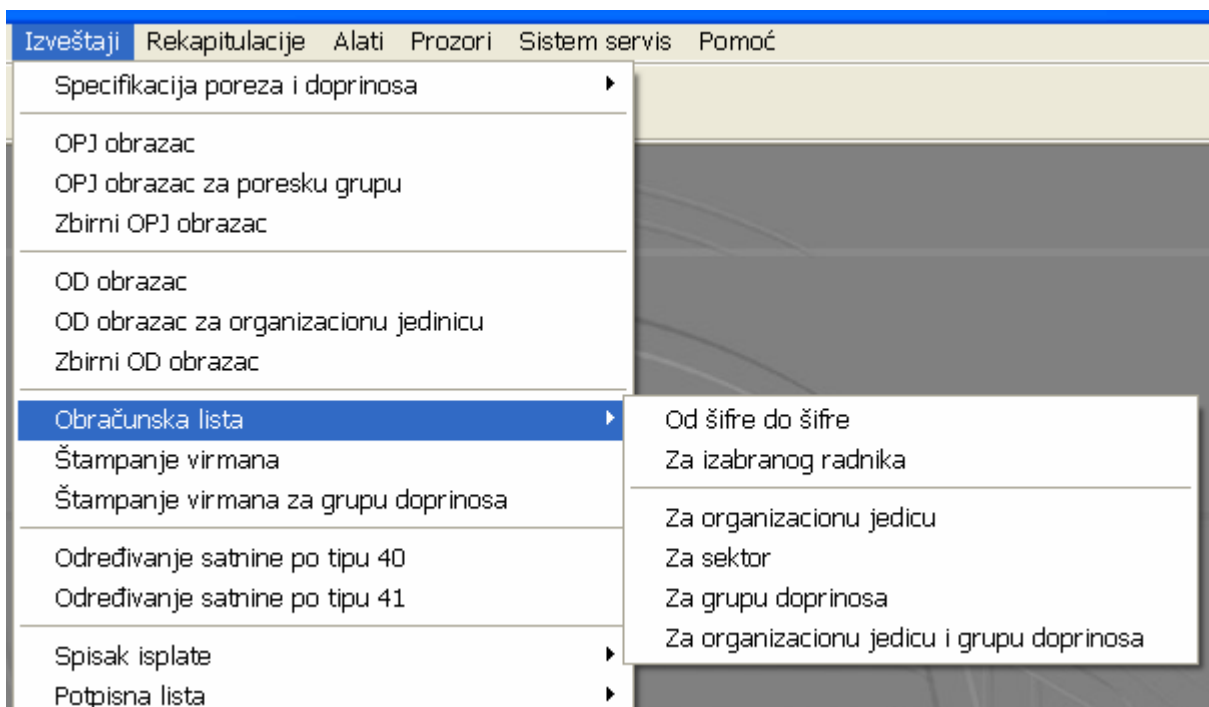 Izveštaji Rekapitulacije Alati Prozori Sistem servis Pomoć
Specifikacija poreza i doprinosa
OPJ obrazac
OPJ obrazac za poresku grupu
Zbirni OPJ obrazac
OD obrazac
OD obrazac za organizacionu jedinicu
Zbirni OD obrazac
Obračunska lista
Štampanje virmana
Štampanje virmana za grupu doprinosa
Određivanje satnine po tipu 40
Određivanje satnine po tipu 41
Spisak isplate
Potpisna lista
Od šifre do šifre
Za izabranog radnika
Za organizacionu jedicu
Za sektor
Za grupu doprinosa
Za organizacionu jedicu i grupu doprinosa